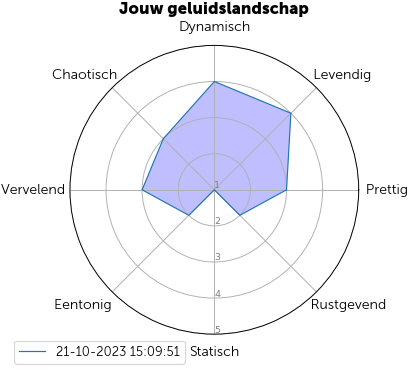 Jouw geluidslandschap
Dynamisch
Chaotisch
Levendig
Vervelend
1
Prettig
2
3
4
Eentonig
Rustgevend
5
21-10-2023 15:09:51
Statisch